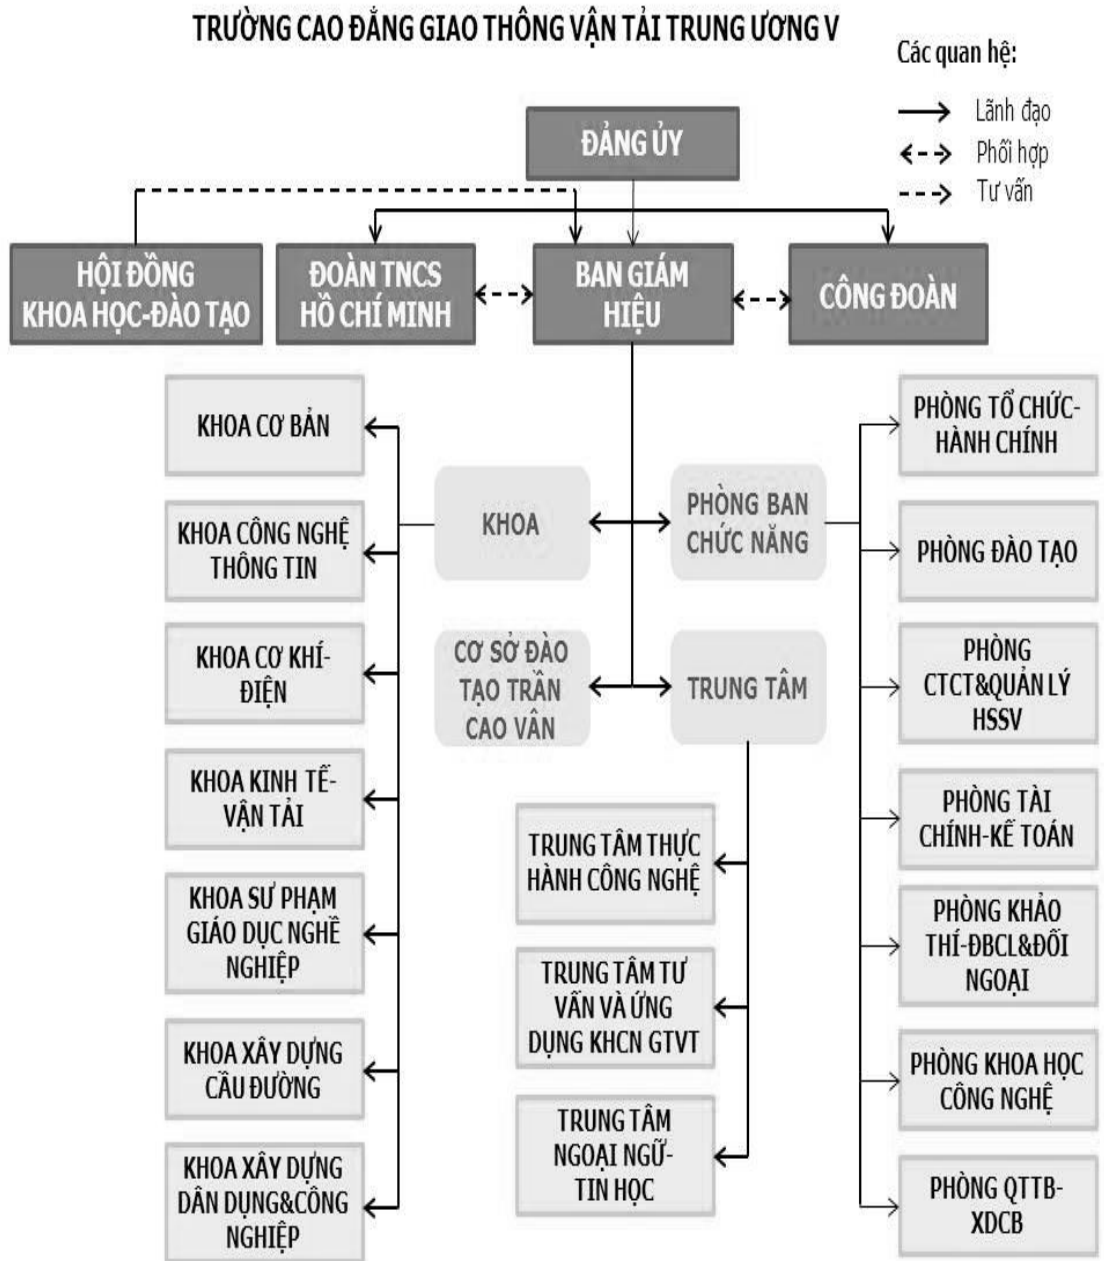 TRƯỜNG CAO ĐẲNG GIAO THÔNG VẬN TẢI TRUNG ƯƠNG V
Các quan hệ:
Lãnh đạo
Phối hợp
Tư vấn
ĐẢNG ỦY
HỘI ĐỒNG
KHOA HỌC-ĐÀO TẠO
ĐOÀN TNCS
HỒ CHÍ MINH
BAN GIÁM
HIỆU
CÔNG ĐOÀN
KHOA
PHÒNG BAN
CHỨC NĂNG
CƠ SỞ ĐÀO
TẠO TRẦN
CAO VÂN
TRUNG TÂM
KHOA CƠ BẢN
KHOA CÔNG NGHỆ
THÔNG TIN
KHOA CƠ KHÍ-
ĐIỆN
KHOA KINH TẾ-
VẬN TẢI
KHOA SƯ PHẠM
GIÁO DỤC NGHỀ
NGHIỆP
KHOA XÂY DỰNG
CẦU ĐƯỜNG
KHOA XÂY DỰNG
DÂN DỤNG&CÔNG
NGHIỆP
TRUNG TÂM THỰC
HÀNH CÔNG NGHỆ
TRUNG TÂM TƯ
VẤN VÀ ỨNG
DỤNG KHCN GTVT
TRUNG TÂM
NGOẠI NGỮ-
TIN HỌC
PHÒNG TỔ CHỨC-
HÀNH CHÍNH
PHÒNG ĐÀO TẠO
PHÒNG
CTCT&QUẢN LÝ
HSSV
PHÒNG TÀI
CHÍNH-KẾ TOÁN
PHÒNG KHẢO
THÍ-ĐBCL&ĐỐI
NGOẠI
PHÒNG KHOA HỌC
CÔNG NGHỆ
PHÒNG QTTB-
XDCB